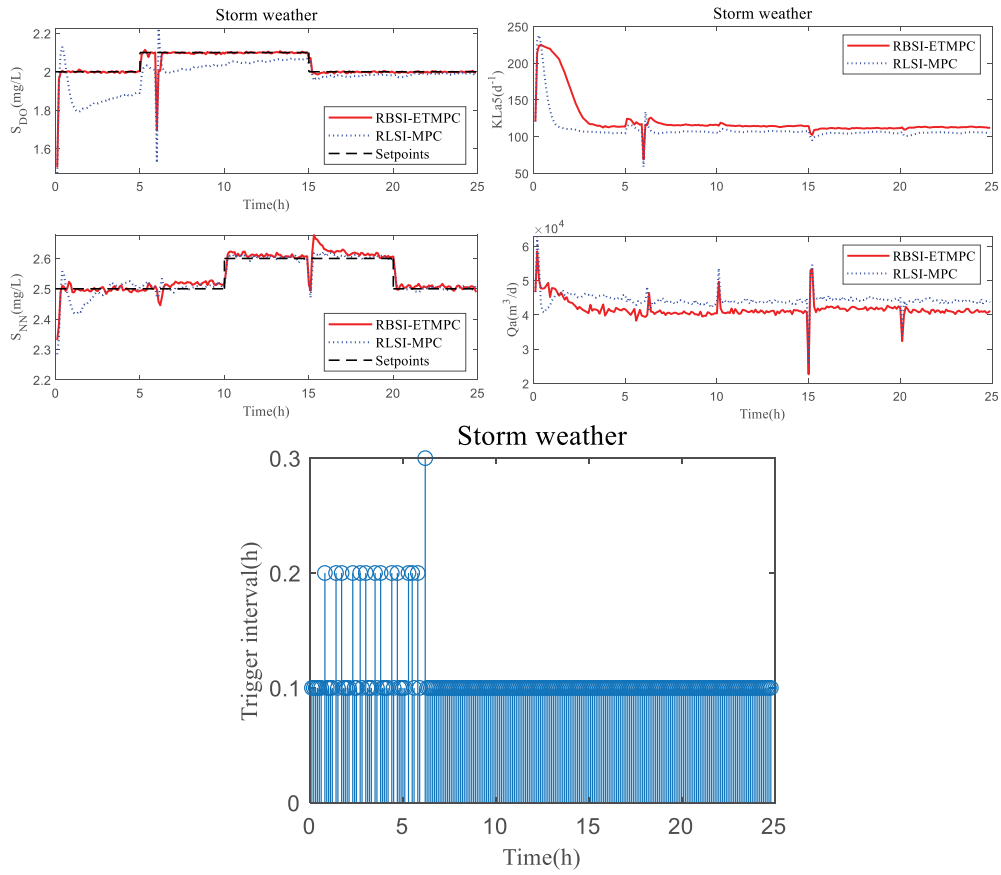 Storm weather
S_DO(mg/L)
2.2
2
1.8
1.6
RBSI-ETMPC
RLSI-MPC
Setpoints
0 5 10 15 20 25
Time(h)
Storm weather
KLa5(d⁻¹)
250
200
150
100
50
RBSI-ETMPC
RLSI-MPC
0 5 10 15 20 25
Time(h)
S_NN(mg/L)
2.6
2.5
2.4
2.3
2.2
RBSI-ETMPC
RLSI-MPC
Setpoints
0 5 10 15 20 25
Time(h)
× 10⁴
Qa(m³/d)
6
5
4
3
2
RBSI-ETMPC
RLSI-MPC
0 5 10 15 20 25
Time(h)
Storm weather
Trigger interval(h)
0.3
0.2
0.1
0
0 5 10 15 20 25
Time(h)